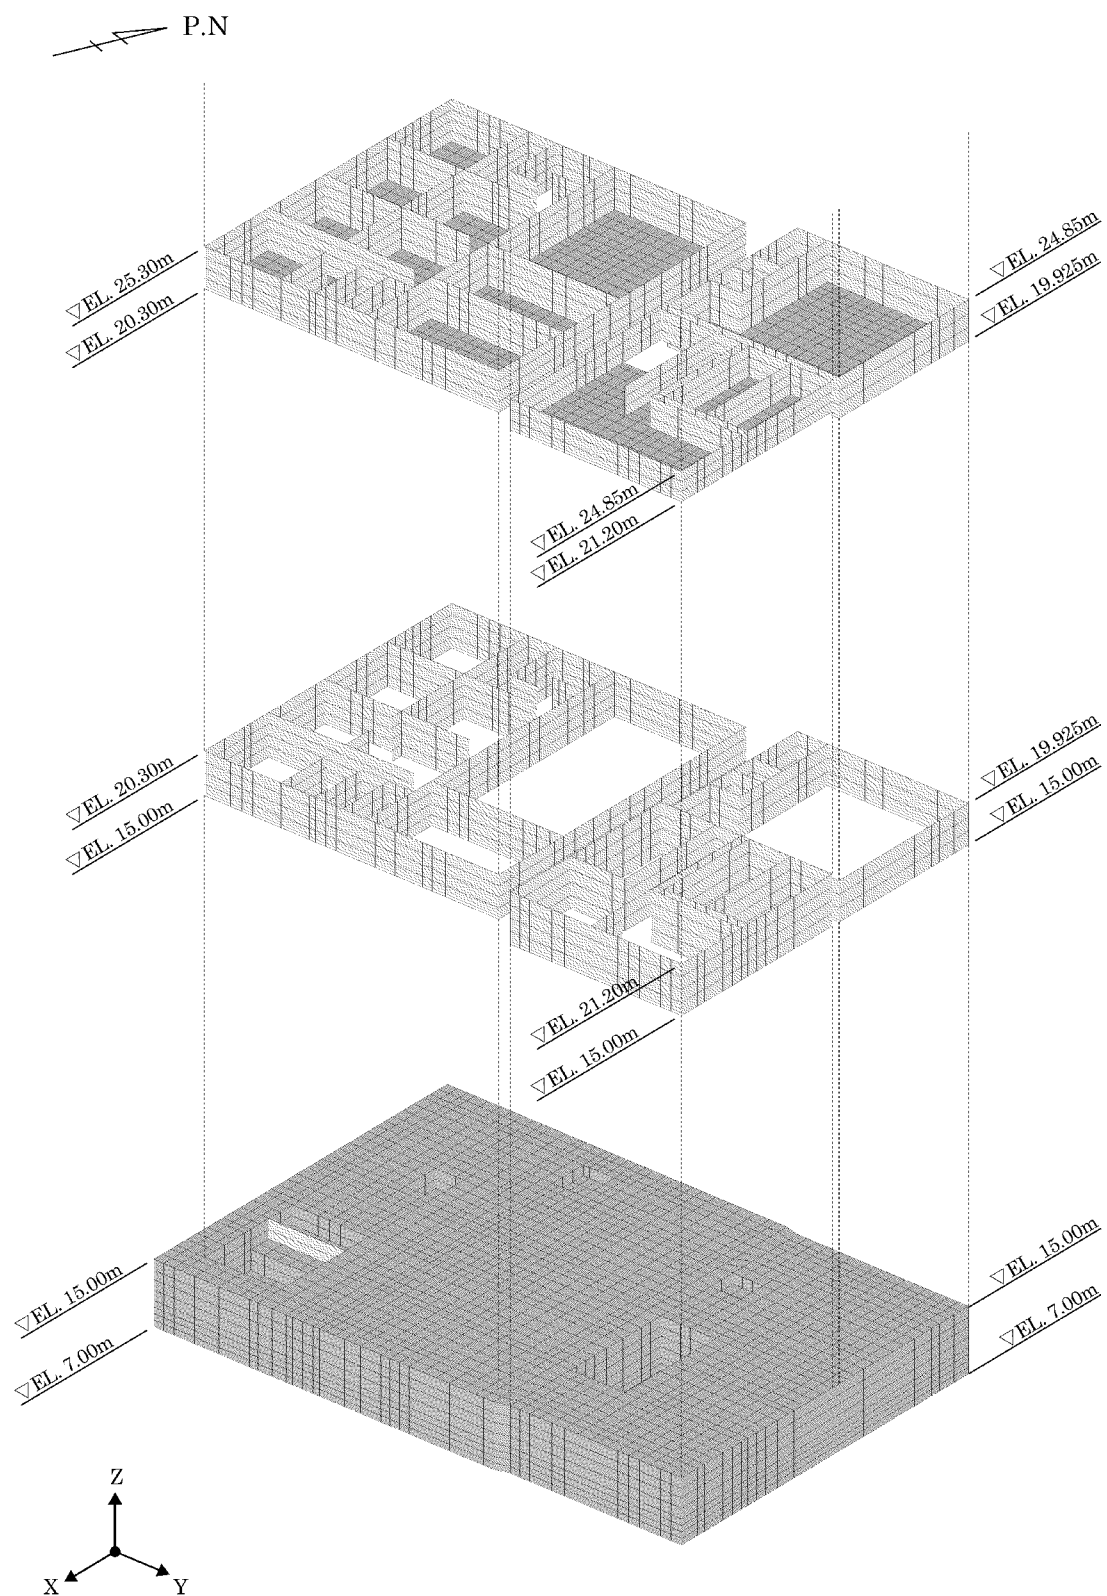 P.N
▽EL. 24.85m
▽EL. 19.925m
▽EL. 25.30m
▽EL. 20.30m
▽EL. 24.85m
▽EL. 21.20m
▽EL. 19.925m
▽EL. 15.00m
▽EL. 20.30m
▽EL. 15.00m
▽EL. 21.20m
▽EL. 15.00m
▽EL. 15.00m
▽EL. 7.00m
▽EL. 15.00m
▽EL. 7.00m
Z
X
Y